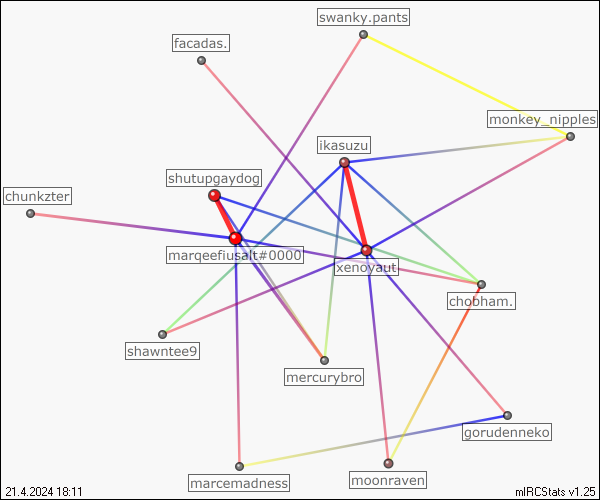 swanky.pants
facadas.
monkey_nipples
ikasuzu
shutupgaydog
chunkzter
marqeefiusalt#0000
xenoyaut
chobham.
shawntee9
mercurybro
gorudenneko
moonraven
marcemadness
21.4.2024 18:11
mIRCStats v1.25